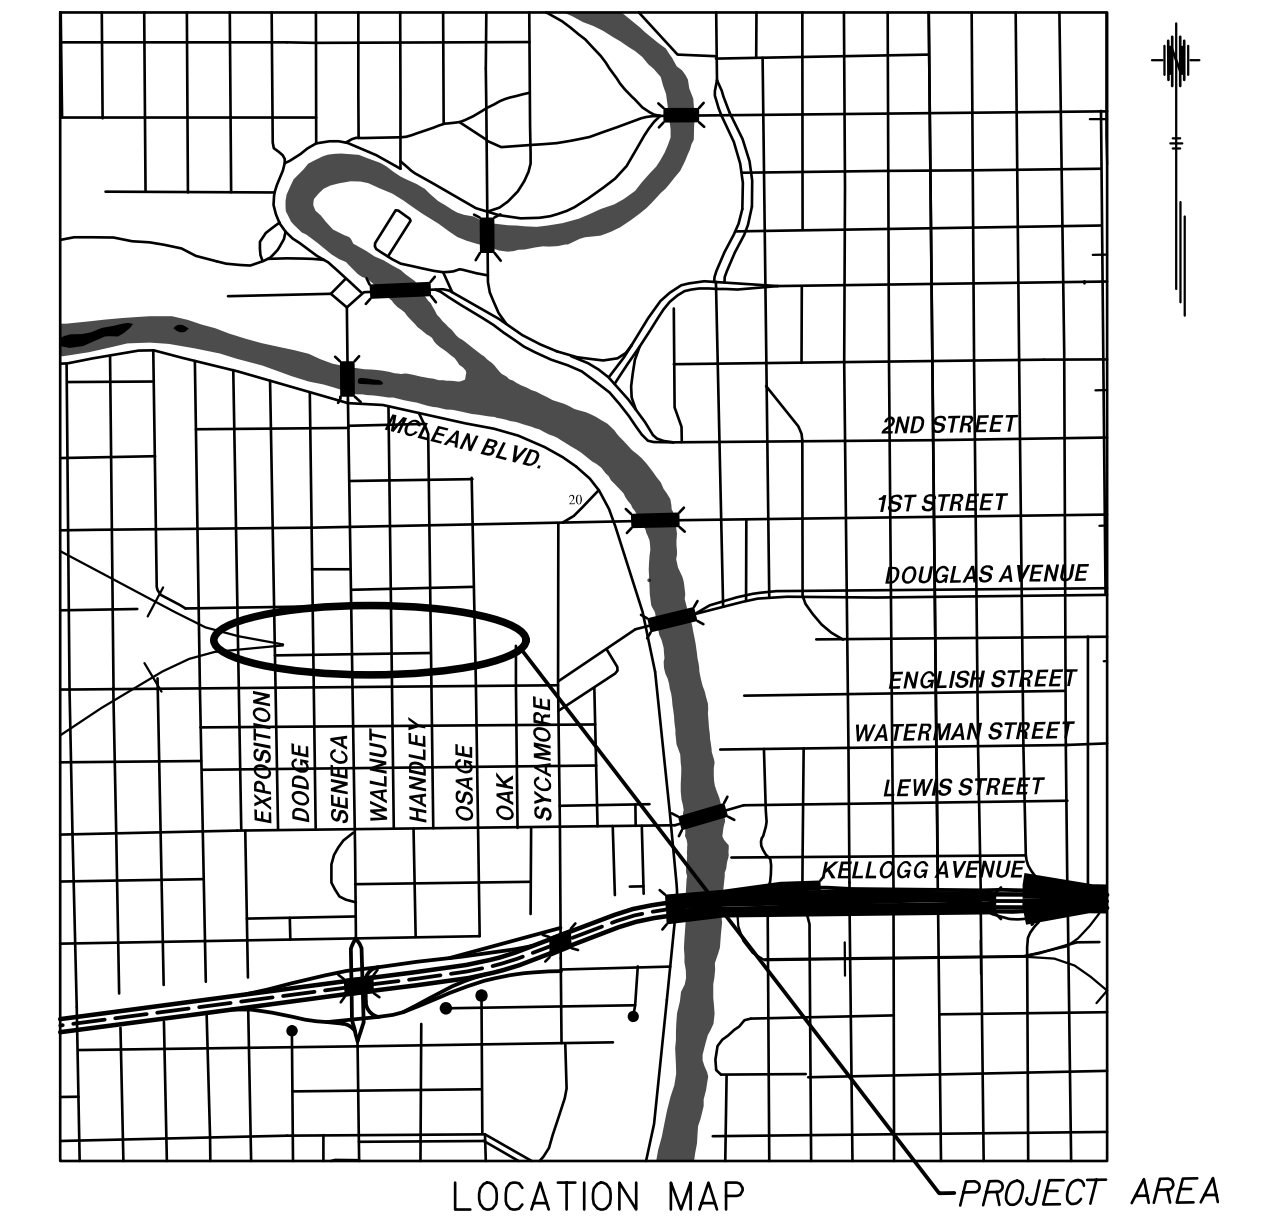 N
2ND STREET
MCLEAN BLVD.
20
1ST STREET
DOUGLAS AVENUE
ENGLISH STREET
WATERMAN STREET
LEWIS STREET
EXPOSITION
DODGE
SENECA
WALNUT
HANDLEY
OSAGE
OAK
SYCAMORE
KELLOGG AVENUE
LOCATION MAP
PROJECT AREA